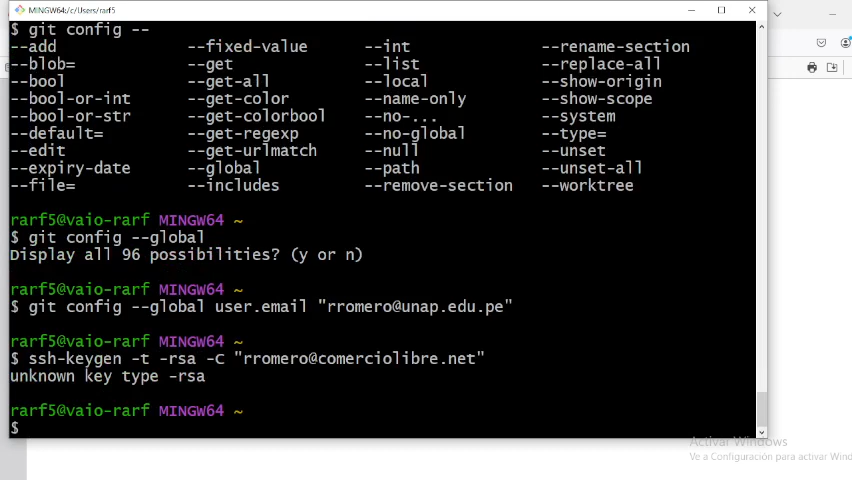 MINGW64:/c/Users/rarf5
$ git config --
--add --fixed-value --int --rename-section
--blob= --get --list --replace-all
--bool --get-all --local --show-origin
--bool-or-int --get-color --name-only --show-scope
--bool-or-str --get-colorbool --no-... --system
--default= --get-regexp --no-global --type=
--edit --get-urlmatch --null --unset
--expiry-date --global --path --unset-all
--file= --includes --remove-section --worktree
rarf5@vaio-rarf MINGW64 ~
$ git config --global
Display all 96 possibilities? (y or n)
rarf5@vaio-rarf MINGW64 ~
$ git config --global user.email "rromero@unap.edu.pe"
rarf5@vaio-rarf MINGW64 ~
$ ssh-keygen -t -rsa -C "rromero@comerciolibre.net"
unknown key type -rsa
rarf5@vaio-rarf MINGW64 ~
$
Activar Windows
Ve a Configuración para activar Wind